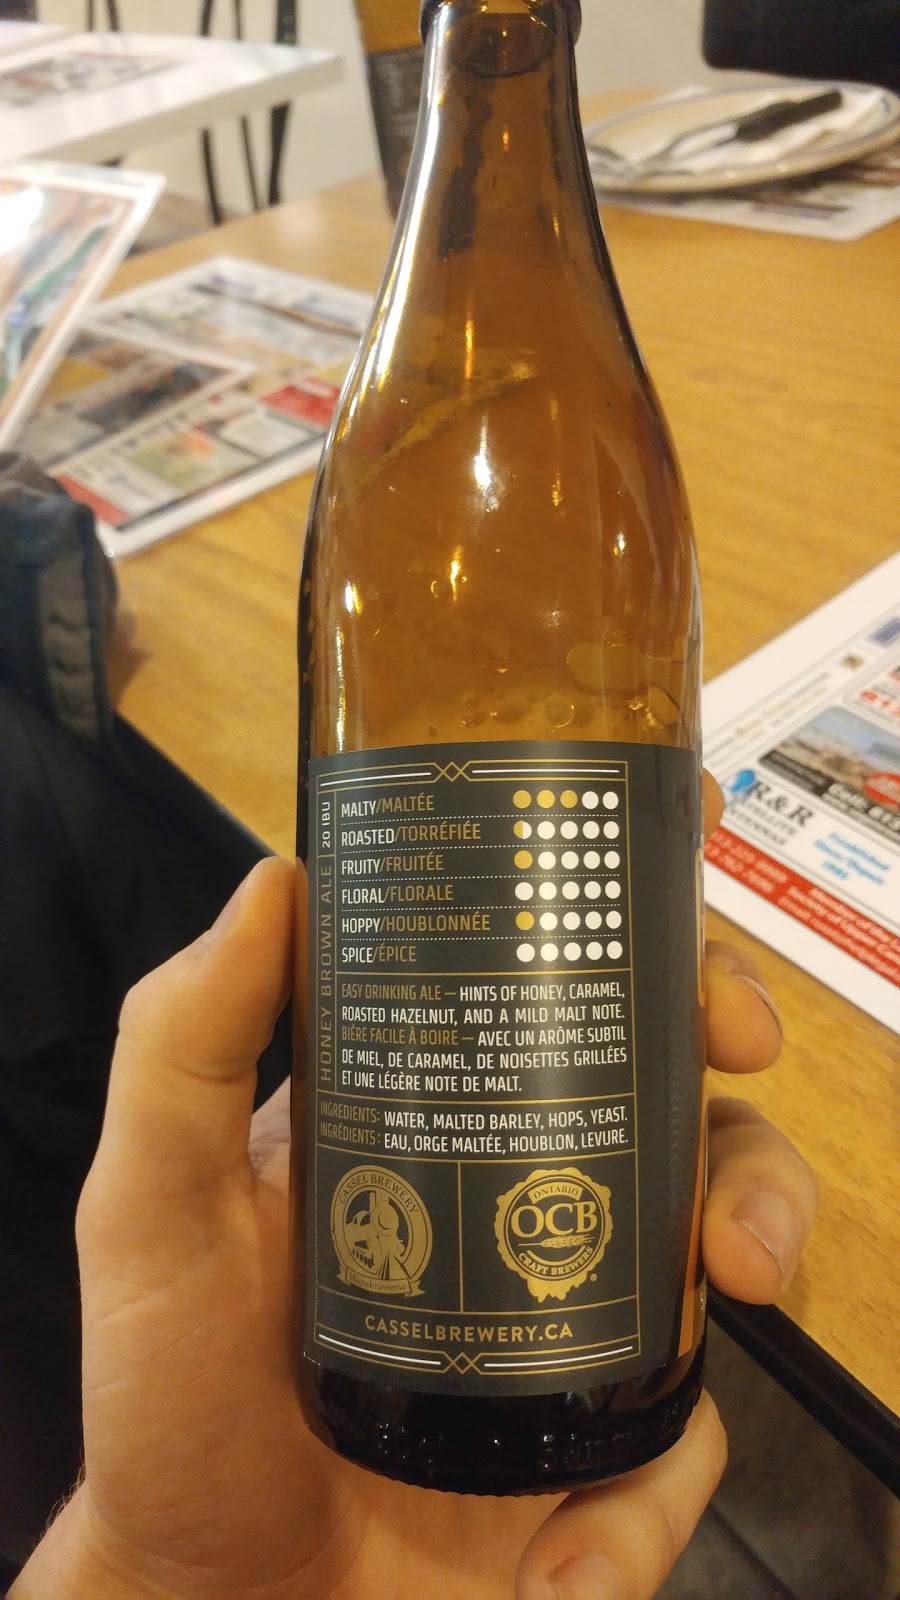 MALTY/MALTÉE
ROASTED/TORRÉFIÉE
FRUITY/FRUITÉE
FLORAL/FLORALE
HOPPY/HOUBLONNÉE
SPICE/ÉPICE
HONEY BROWN ALE | 20 IBU
EASY DRINKING ALE — HINTS OF HONEY, CARAMEL,
ROASTED HAZELNUT, AND A MILD MALT NOTE.
BIÈRE FACILE À BOIRE — AVEC UN ARÔME SUBTIL
DE MIEL, DE CARAMEL, DE NOISETTES GRILLÉES
ET UNE LÉGÈRE NOTE DE MALT.
INGREDIENTS: WATER, MALTED BARLEY, HOPS, YEAST.
INGRÉDIENTS: EAU, ORGE MALTÉE, HOUBLON, LEVURE.
CASSEL BREWERY
Microbrasserie
ONTARIO
OCB
CRAFT BREWERS
CASSELBREWERY.CA
R&R